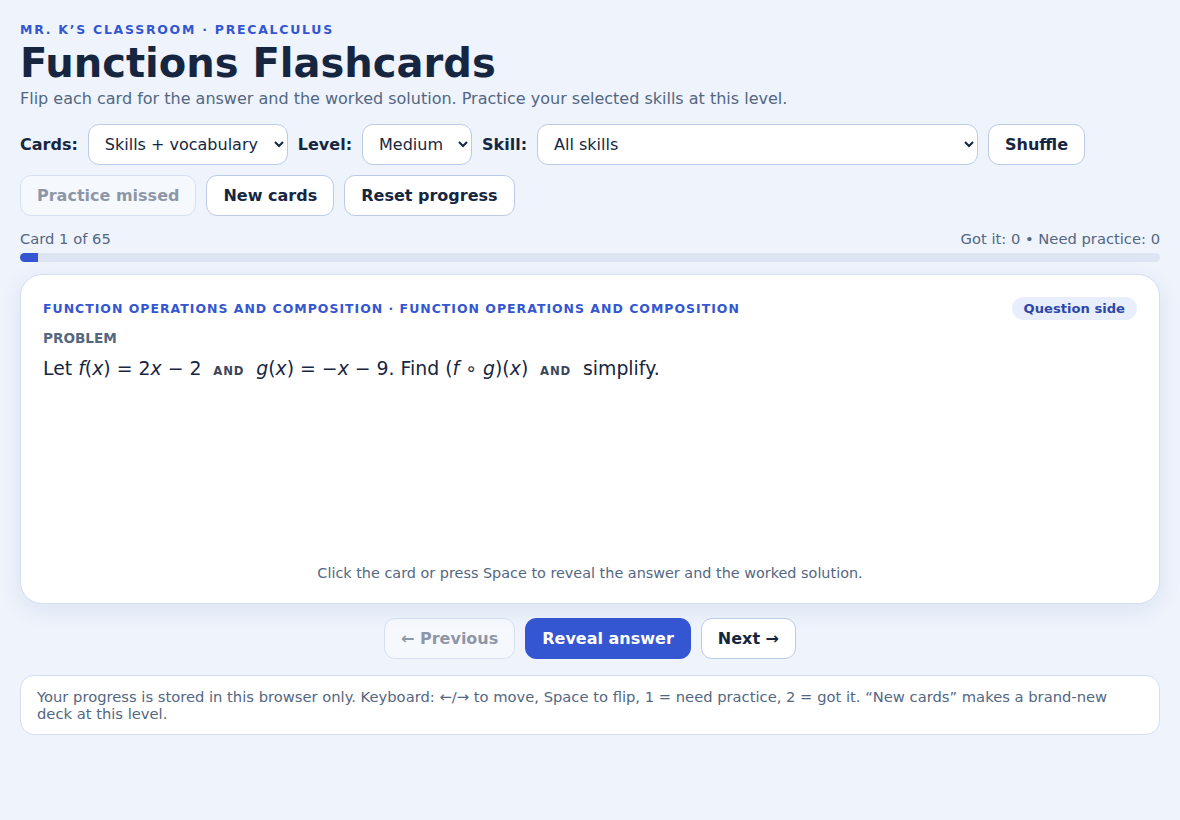 MR. K’S CLASSROOM · PRECALCULUS
Functions Flashcards
Flip each card for the answer and the worked solution. Practice your selected skills at this level.
Cards: Skills + vocabulary Level: Medium Skill: All skills Shuffle
Practice missed New cards Reset progress
Card 1 of 65 Got it: 0 • Need practice: 0
FUNCTION OPERATIONS AND COMPOSITION · FUNCTION OPERATIONS AND COMPOSITION Question side
PROBLEM
Let f(x) = 2x − 2 AND g(x) = −x − 9. Find (f ∘ g)(x) AND simplify.
Click the card or press Space to reveal the answer and the worked solution.
← Previous Reveal answer Next →
Your progress is stored in this browser only. Keyboard: ←/→ to move, Space to flip, 1 = need practice, 2 = got it. “New cards” makes a brand-new
deck at this level.